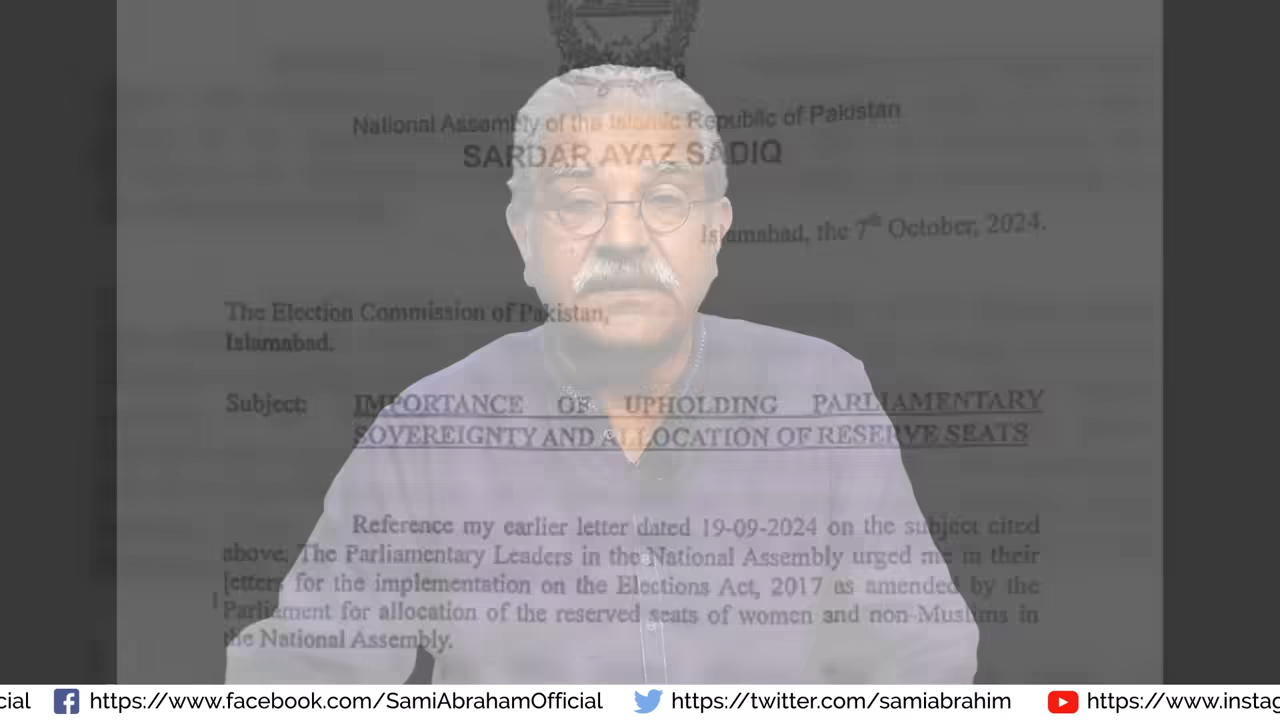 National Assembly of the Islamic Republic of Pakistan
SARDAR AYAZ SADIQ
Islamabad, the 7th October, 2024.
The Election Commission of Pakistan,
Islamabad.
Subject: IMPORTANCE OF UPHOLDING PARLIAMENTARY
SOVEREIGNTY AND ALLOCATION OF RESERVE SEATS
Reference my earlier letter dated 19-09-2024 on the subject cited
above. The Parliamentary Leaders in the National Assembly urged me in their
letters for the implementation on the Elections Act, 2017 as amended by the
Parliament for allocation of the reserved seats of women and non-Muslims in
the National Assembly.
cial https://www.facebook.com/SamiAbrahamOfficial https://twitter.com/samiabrahim https://www.instag